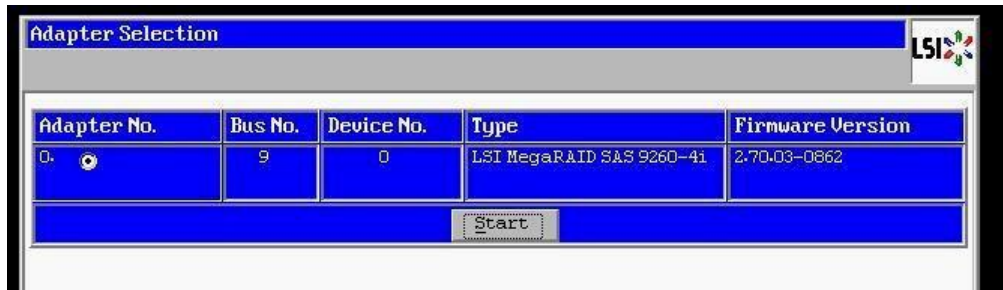 Adapter Selection
LSI
Adapter No. Bus No. Device No. Type Firmware Version
0. 9 0 LSI MegaRAID SAS 9260-4i 2.70.03-0862
Start